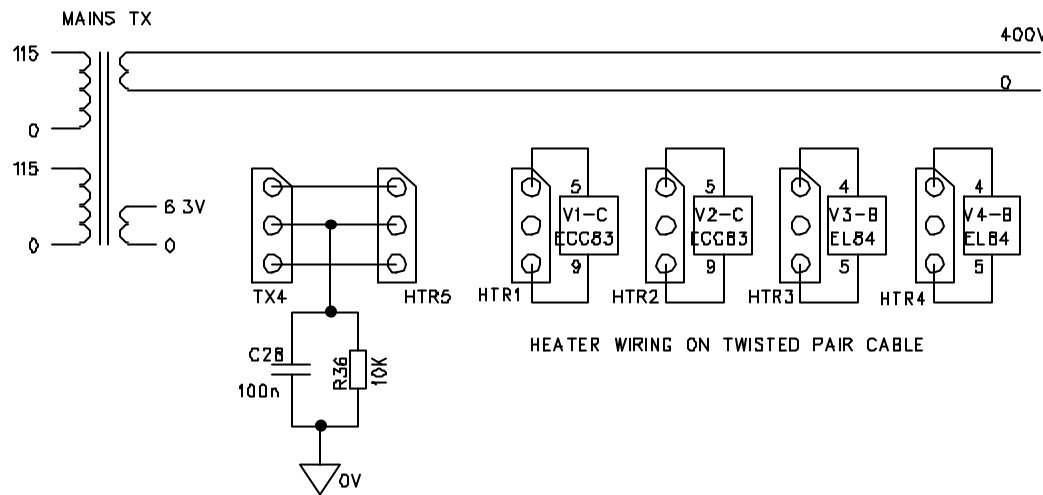 MAINS TX
400V
115
0
0
115
6 3V
0
0
5
V1-C
ECC83
9
HTR1
5
V2-C
ECC83
9
HTR2
4
V3-B
EL84
5
HTR3
4
V4-B
EL84
5
HTR4
TX4
HTR5
HEATER WIRING ON TWISTED PAIR CABLE
C28
100n
R36
10K
0V